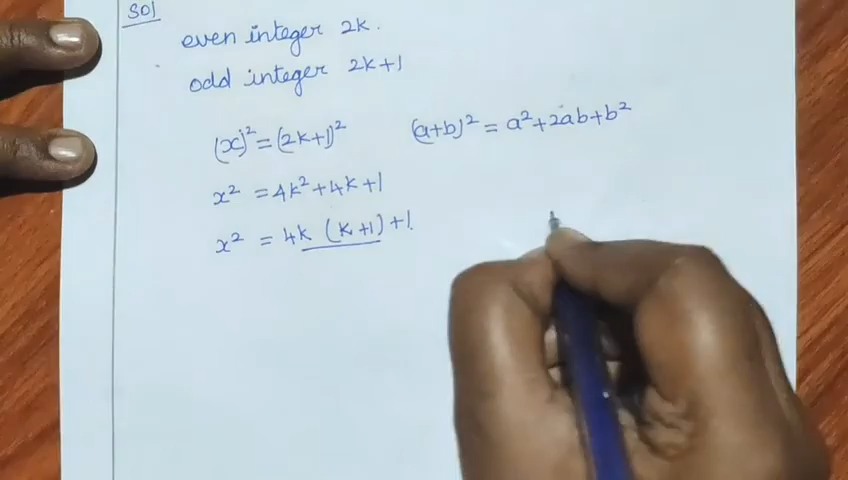 Sol
even integer 2k.
odd integer 2k+1
(x)² = (2k+1)² (a+b)² = a²+2ab+b²
x² = 4k²+4k+1
x² = 4k (k+1)+1.